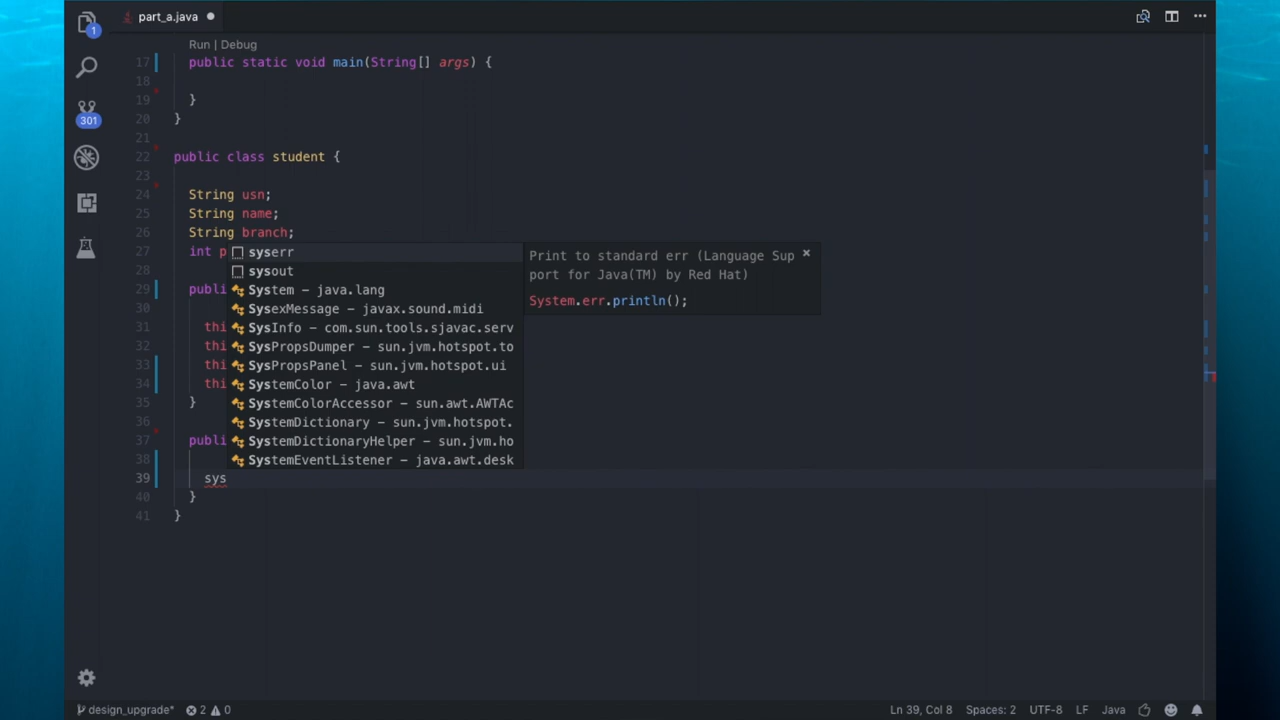 part_a.java
1
Run | Debug
17 public static void main(String[] args) {
18
19 }
20 }
21
22 public class student {
23
24 String usn;
25 String name;
26 String branch;
27 int p
28
29 publi
30
31 thi
32 thi
33 thi
34 thi
35 }
36
37 publi
38
39 sys
40 }
41 }
301
syserr
sysout
System – java.lang
SysexMessage – javax.sound.midi
SysInfo – com.sun.tools.sjavac.serv
SysPropsDumper – sun.jvm.hotspot.to
SysPropsPanel – sun.jvm.hotspot.ui
SystemColor – java.awt
SystemColorAccessor – sun.awt.AWTAc
SystemDictionary – sun.jvm.hotspot.
SystemDictionaryHelper – sun.jvm.ho
SystemEventListener – java.awt.desk
Print to standard err (Language Sup
port for Java(TM) by Red Hat)
System.err.println();
design_upgrade* 2 0
Ln 39, Col 8 Spaces: 2 UTF-8 LF Java